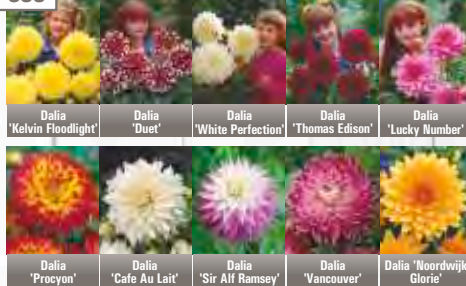 Dalia
'Kelvin Floodlight'
Dalia
'Duet'
Dalia
'White Perfection'
Dalia
'Thomas Edison'
Dalia
'Lucky Number'
Dalia
'Procyon'
Dalia
'Cafe Au Lait'
Dalia
'Sir Alf Ramsey'
Dalia
'Vancouver'
Dalia 'Noordwijk
Glorie'